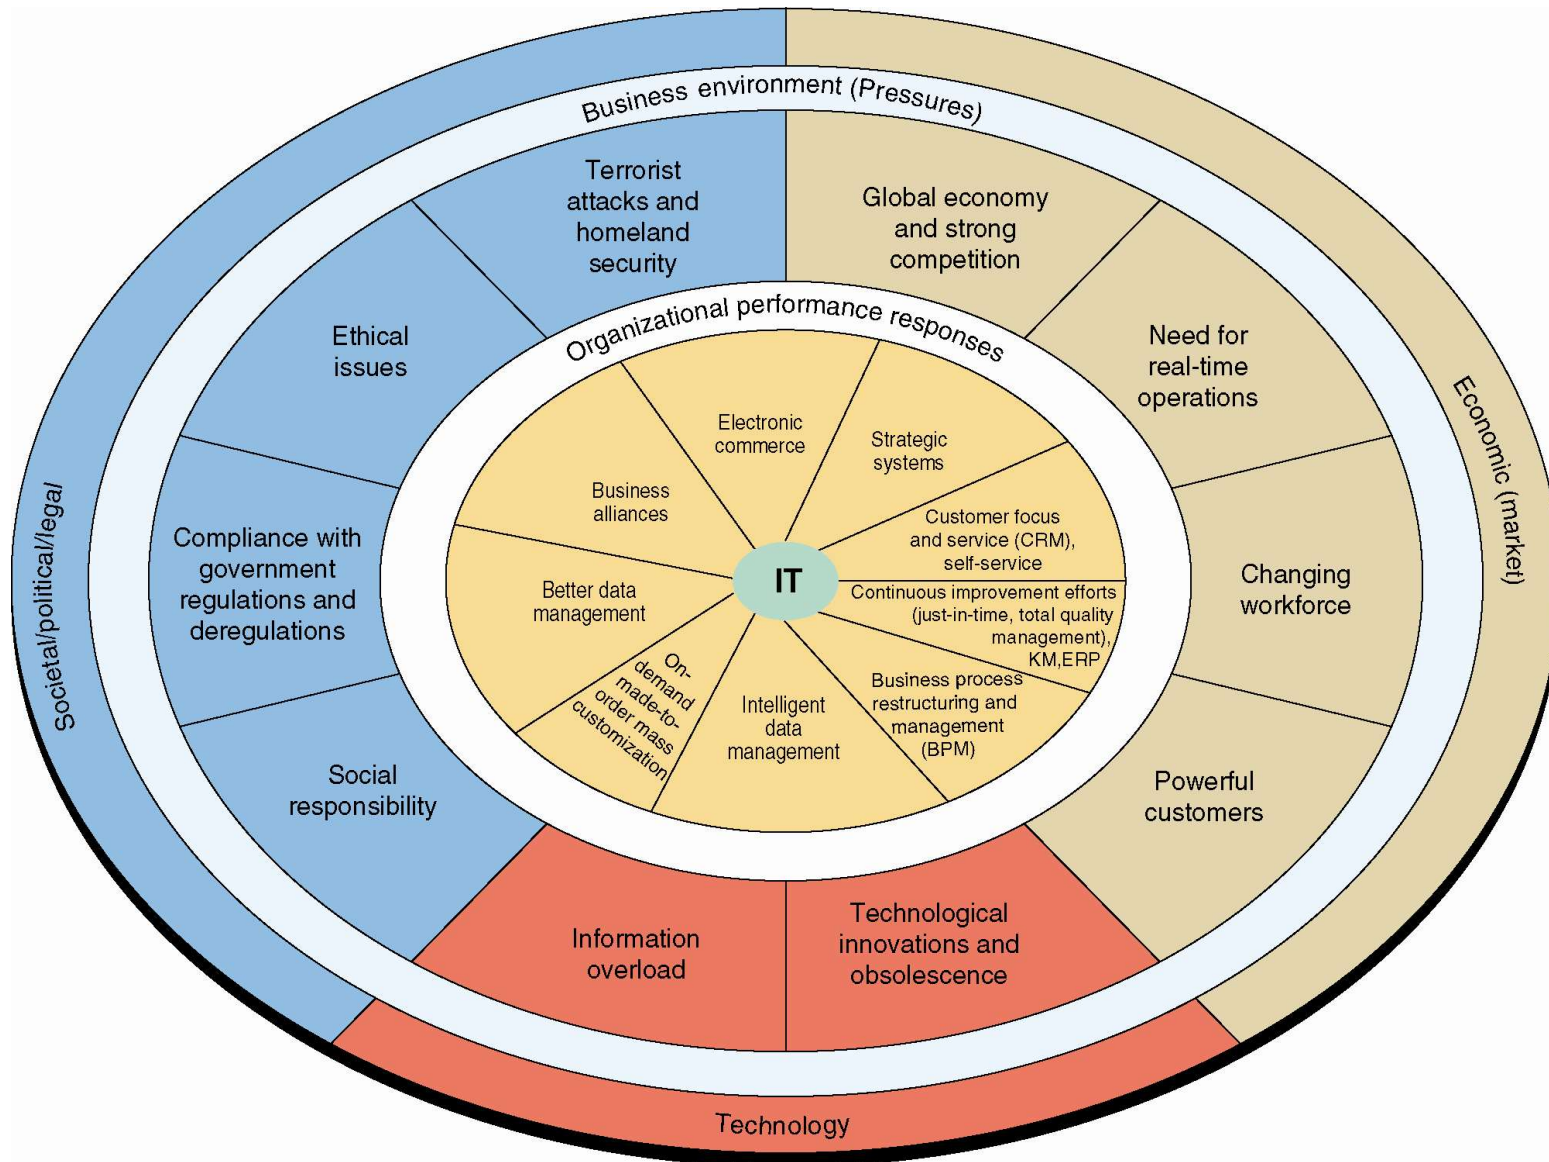 Business environment (Pressures)
Terrorist
attacks and
homeland
security
Global economy
and strong
competition
Ethical
issues
Need for
real-time
operations
Organizational performance responses
Societal/political/legal
Economic (market)
Compliance with
government
regulations and
deregulations
Changing
workforce
Social
responsibility
Powerful
customers
Information
overload
Technological
innovations and
obsolescence
Technology
Electronic
commerce
Strategic
systems
Business
alliances
Customer focus
and service (CRM),
self-service
IT
Better data
management
Continuous improvement efforts
(just-in-time, total quality
management),
KM,ERP
On-
demand
made-to-
order mass
customization
Intelligent
data
management
Business process
restructuring and
management
(BPM)